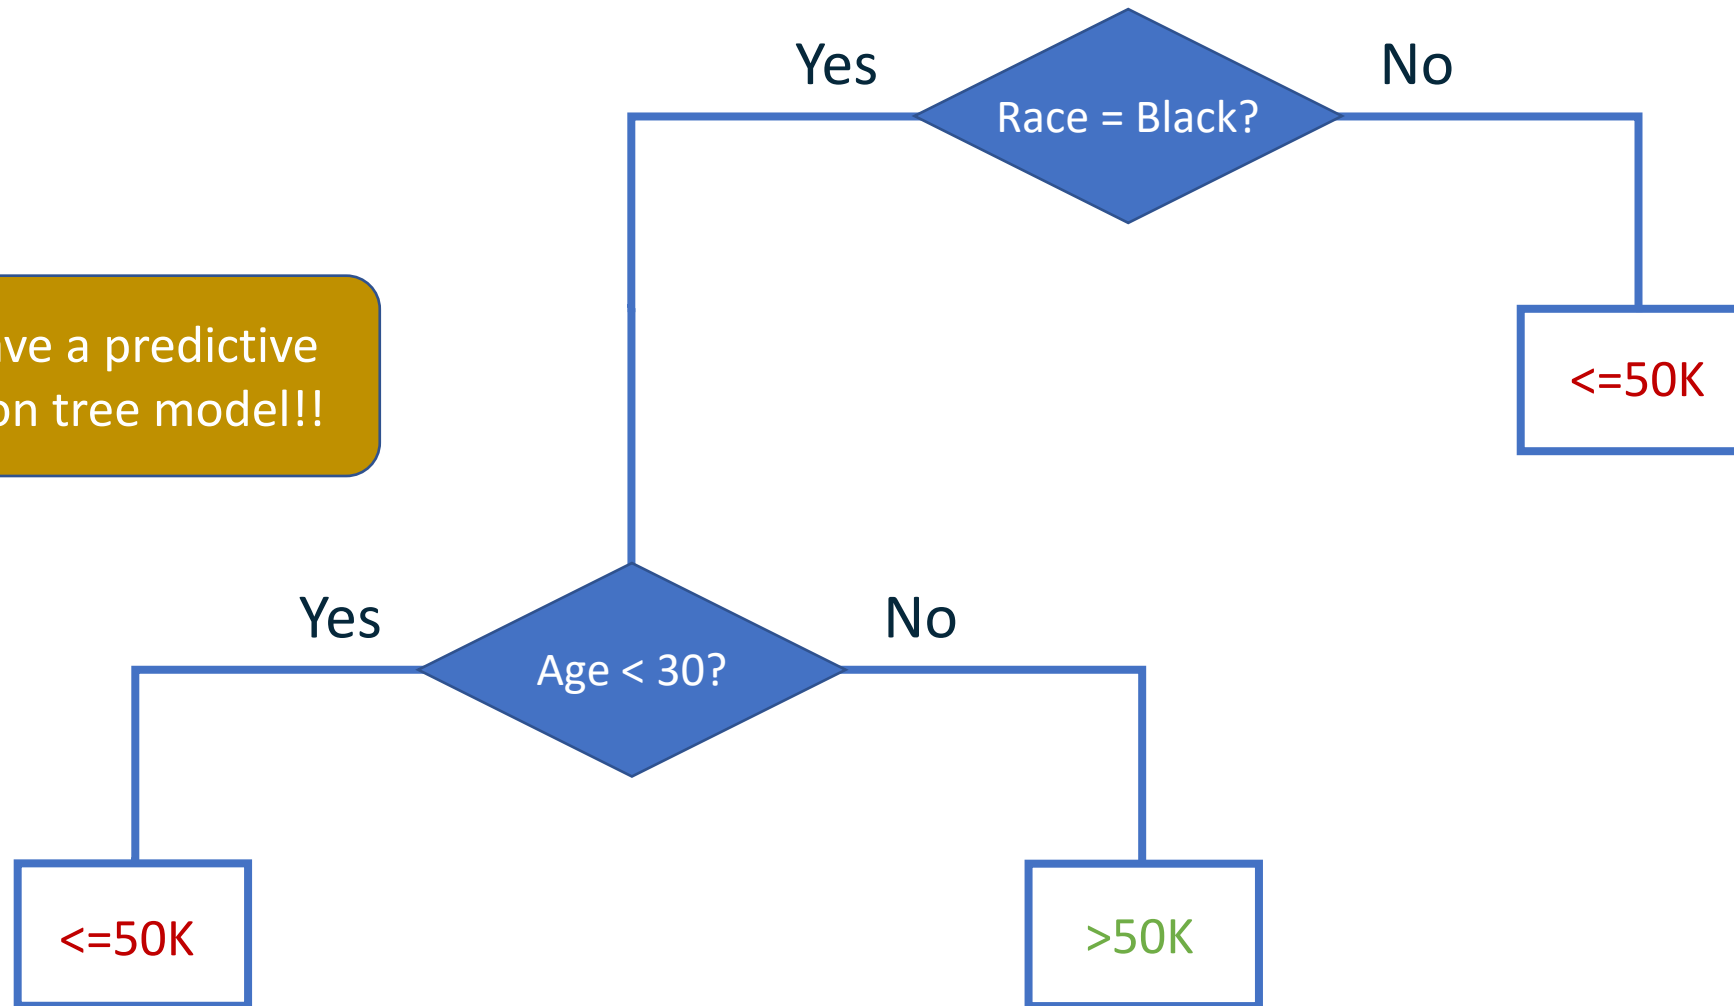 Yes
No
Race = Black?
ve a predictive
on tree model!!
<=50K
Yes
No
Age < 30?
<=50K
>50K